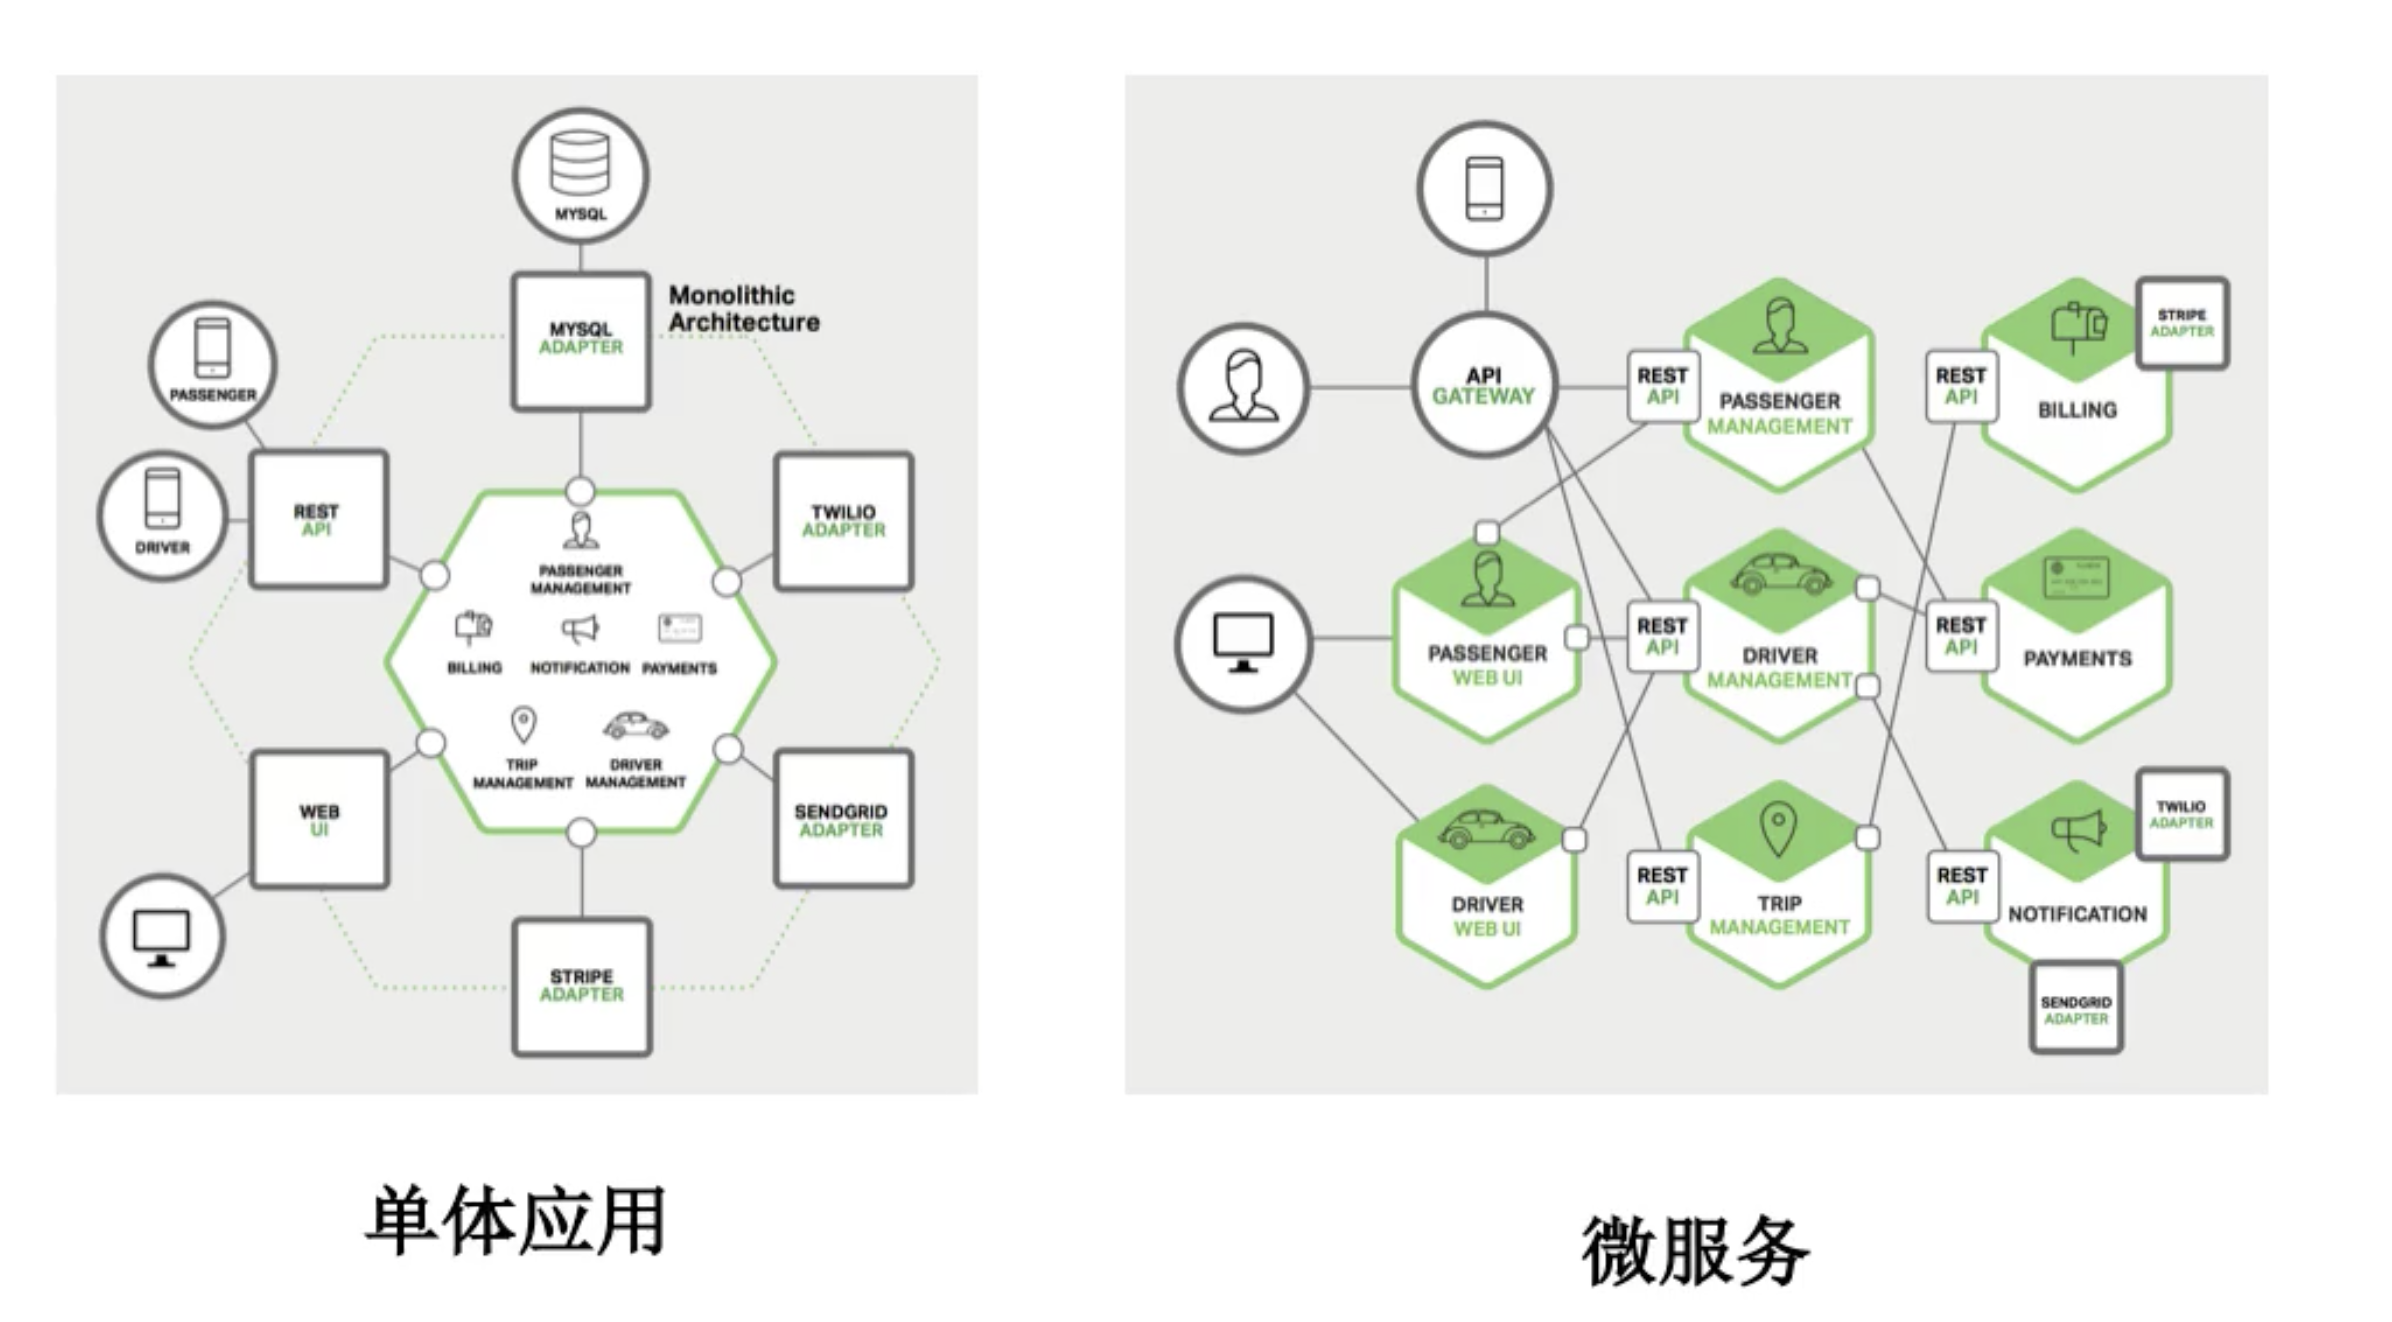 MYSQL
MYSQL
ADAPTER
Monolithic
Architecture
PASSENGER
DRIVER
REST
API
TWILIO
ADAPTER
PASSENGER
MANAGEMENT
BILLING
NOTIFICATION
PAYMENTS
TRIP
MANAGEMENT
DRIVER
MANAGEMENT
WEB
UI
SENDGRID
ADAPTER
STRIPE
ADAPTER
单体应用
API
GATEWAY
REST
API
PASSENGER
MANAGEMENT
REST
API
BILLING
STRIPE
ADAPTER
PASSENGER
WEB UI
REST
API
DRIVER
MANAGEMENT
REST
API
PAYMENTS
DRIVER
WEB UI
REST
API
TRIP
MANAGEMENT
REST
API
NOTIFICATION
TWILIO
ADAPTER
SENDGRID
ADAPTER
微服务